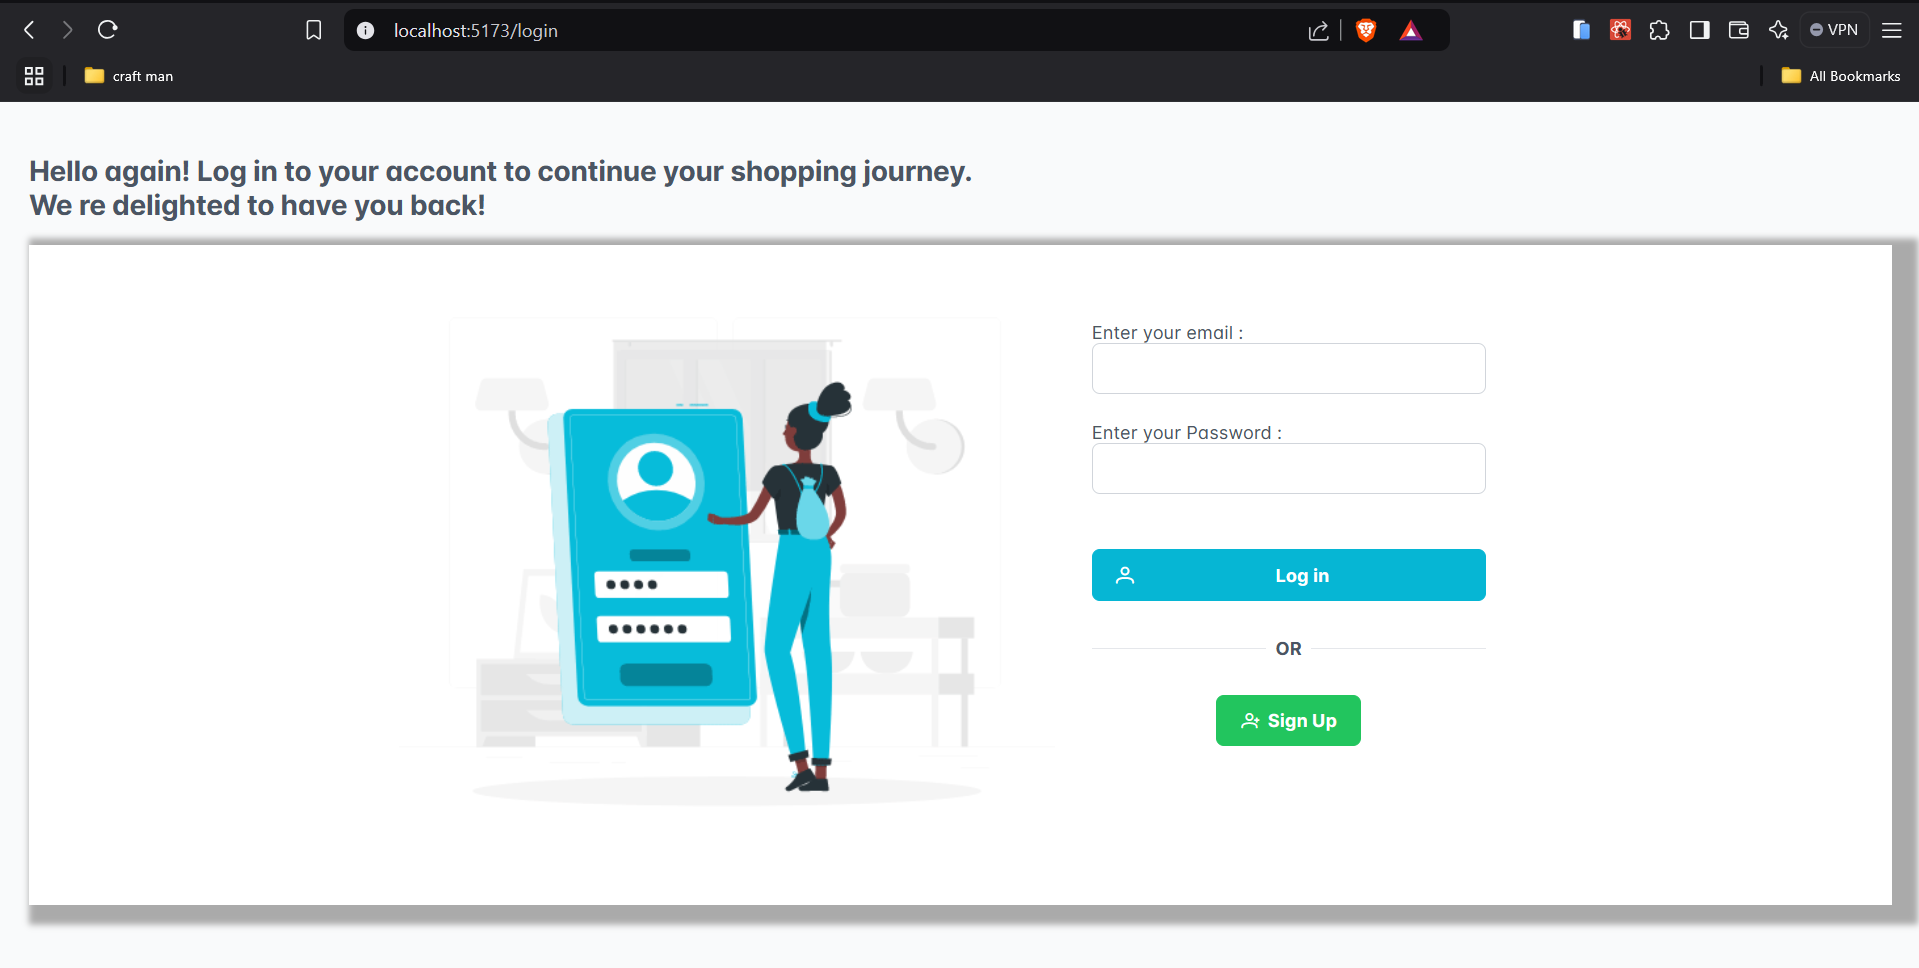 localhost:5173/login
VPN
craft man
All Bookmarks
Hello again! Log in to your account to continue your shopping journey.
We re delighted to have you back!
Enter your email :
Enter your Password :
Log in
OR
Sign Up